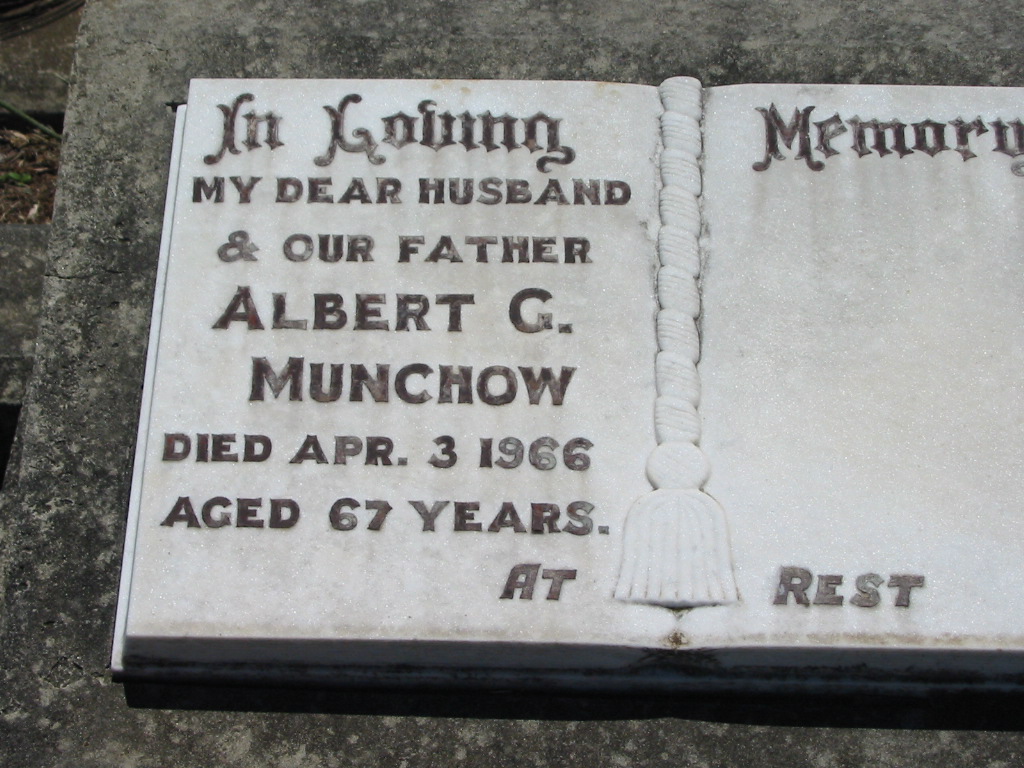 In Loving Memory
MY DEAR HUSBAND
& OUR FATHER
ALBERT G.
MUNCHOW
DIED APR. 3 1966
AGED 67 YEARS.
AT REST